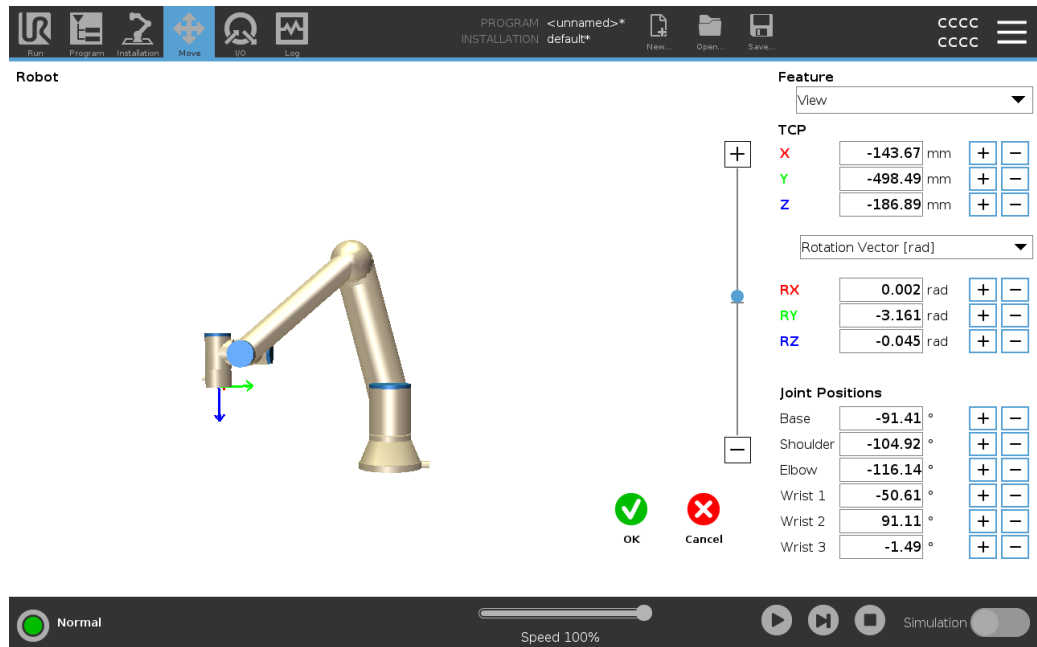 UR
Run
Program
Installation
Move
I/O
Log
PROGRAM <unnamed>*
INSTALLATION default*
New...
Open...
Save...
cccc
cccc
Robot
Feature
View
TCP
X -143.67 mm + −
Y -498.49 mm + −
Z -186.89 mm + −
Rotation Vector [rad]
RX 0.002 rad + −
RY -3.161 rad + −
RZ -0.045 rad + −
Joint Positions
Base -91.41 ° + −
Shoulder -104.92 ° + −
Elbow -116.14 ° + −
Wrist 1 -50.61 ° + −
Wrist 2 91.11 ° + −
Wrist 3 -1.49 ° + −
+
−
OK
Cancel
Normal
Speed 100%
Simulation